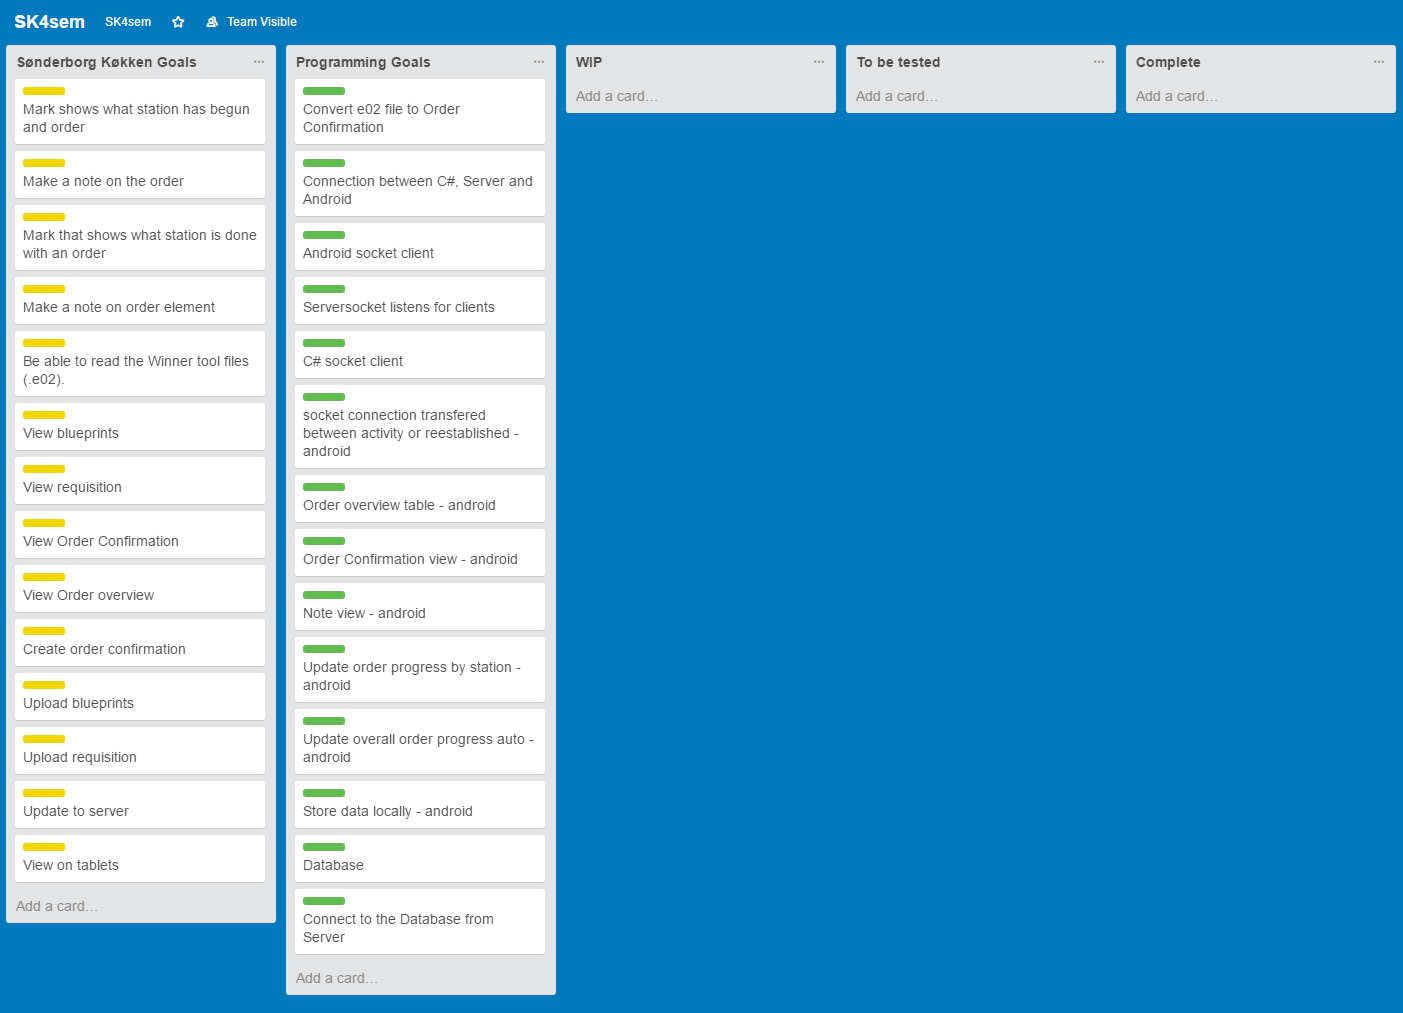 SK4sem SK4sem Team Visible
Sønderborg Køkken Goals
Mark shows what station has begun
and order
Make a note on the order
Mark that shows what station is done
with an order
Make a note on order element
Be able to read the Winner tool files
(.e02).
View blueprints
View requisition
View Order Confirmation
View Order overview
Create order confirmation
Upload blueprints
Upload requisition
Update to server
View on tablets
Add a card…
Programming Goals
Convert e02 file to Order
Confirmation
Connection between C#, Server and
Android
Android socket client
Serversocket listens for clients
C# socket client
socket connection transfered
between activity or reestablished -
android
Order overview table - android
Order Confirmation view - android
Note view - android
Update order progress by station -
android
Update overall order progress auto -
android
Store data locally - android
Database
Connect to the Database from
Server
Add a card…
WIP
Add a card…
To be tested
Add a card…
Complete
Add a card…